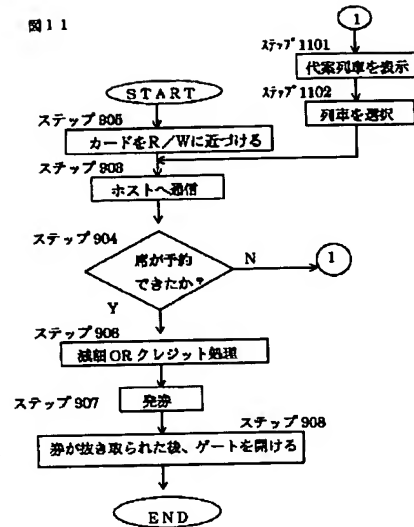 図11
1
ステップ1101
代案列車を表示
ステップ1102
列車を選択
START
ステップ905
カードをR/Wに近づける
ステップ903
ホストへ通信
ステップ904
席が予約
できたか?
N
1
Y
ステップ906
減額ORクレジット処理
ステップ907
発券
ステップ908
券が抜き取られた後、ゲートを開ける
END